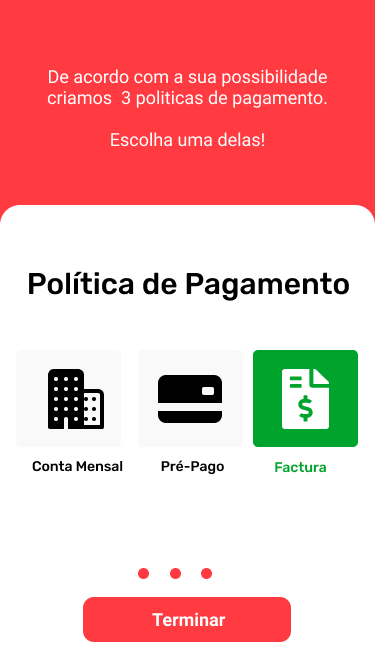 De acordo com a sua possibilidade
criamos 3 politicas de pagamento.
Escolha uma delas!
Política de Pagamento
$
Conta Mensal
Pré-Pago
Factura
Terminar